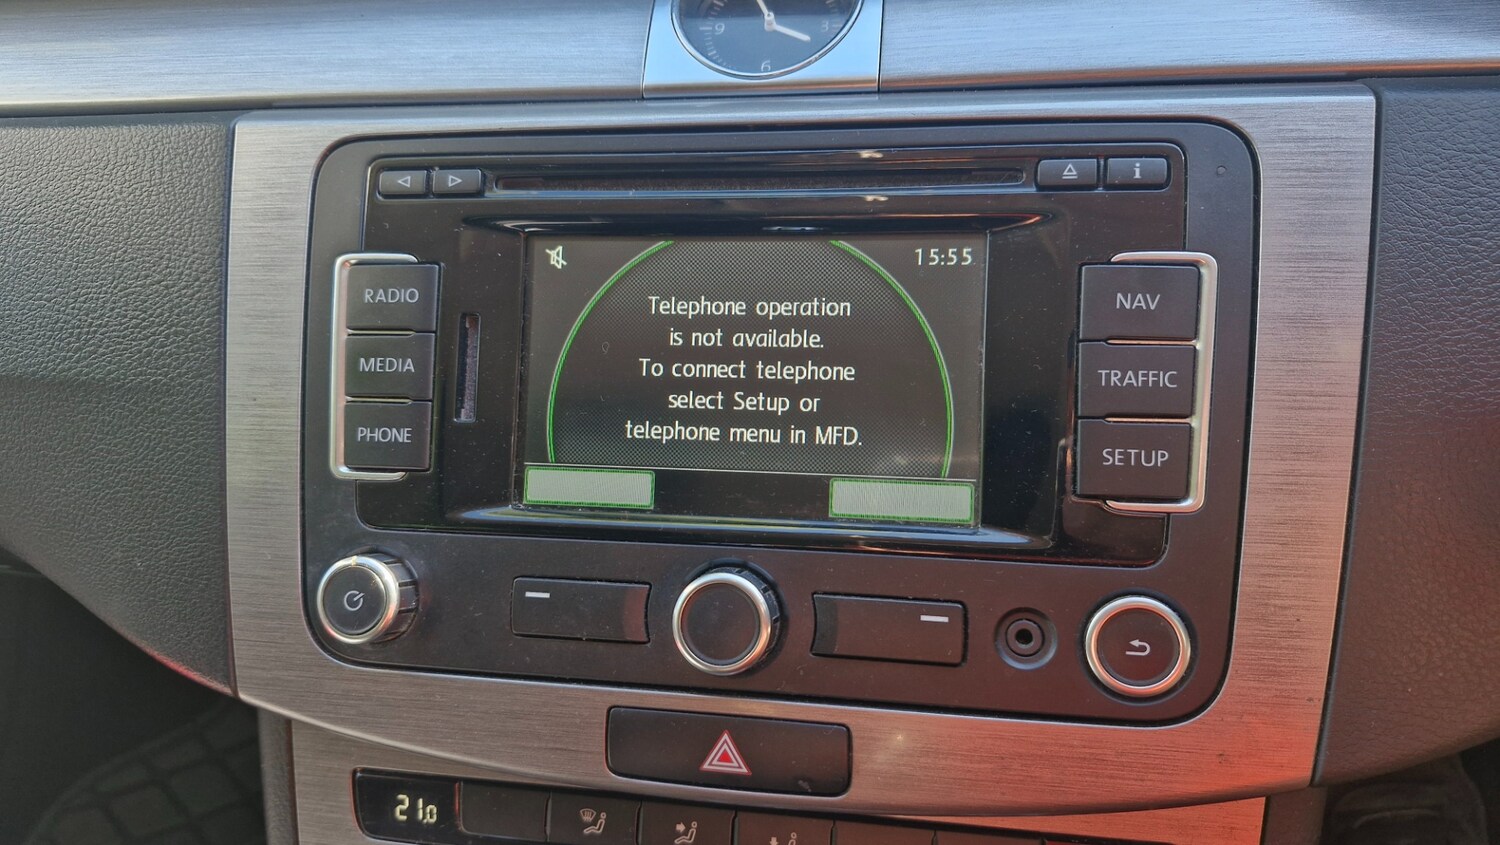 9
3
6
i
RADIO
MEDIA
PHONE
15:55
Telephone operation
is not available.
To connect telephone
select Setup or
telephone menu in MFD.
NAV
TRAFFIC
SETUP
21.0